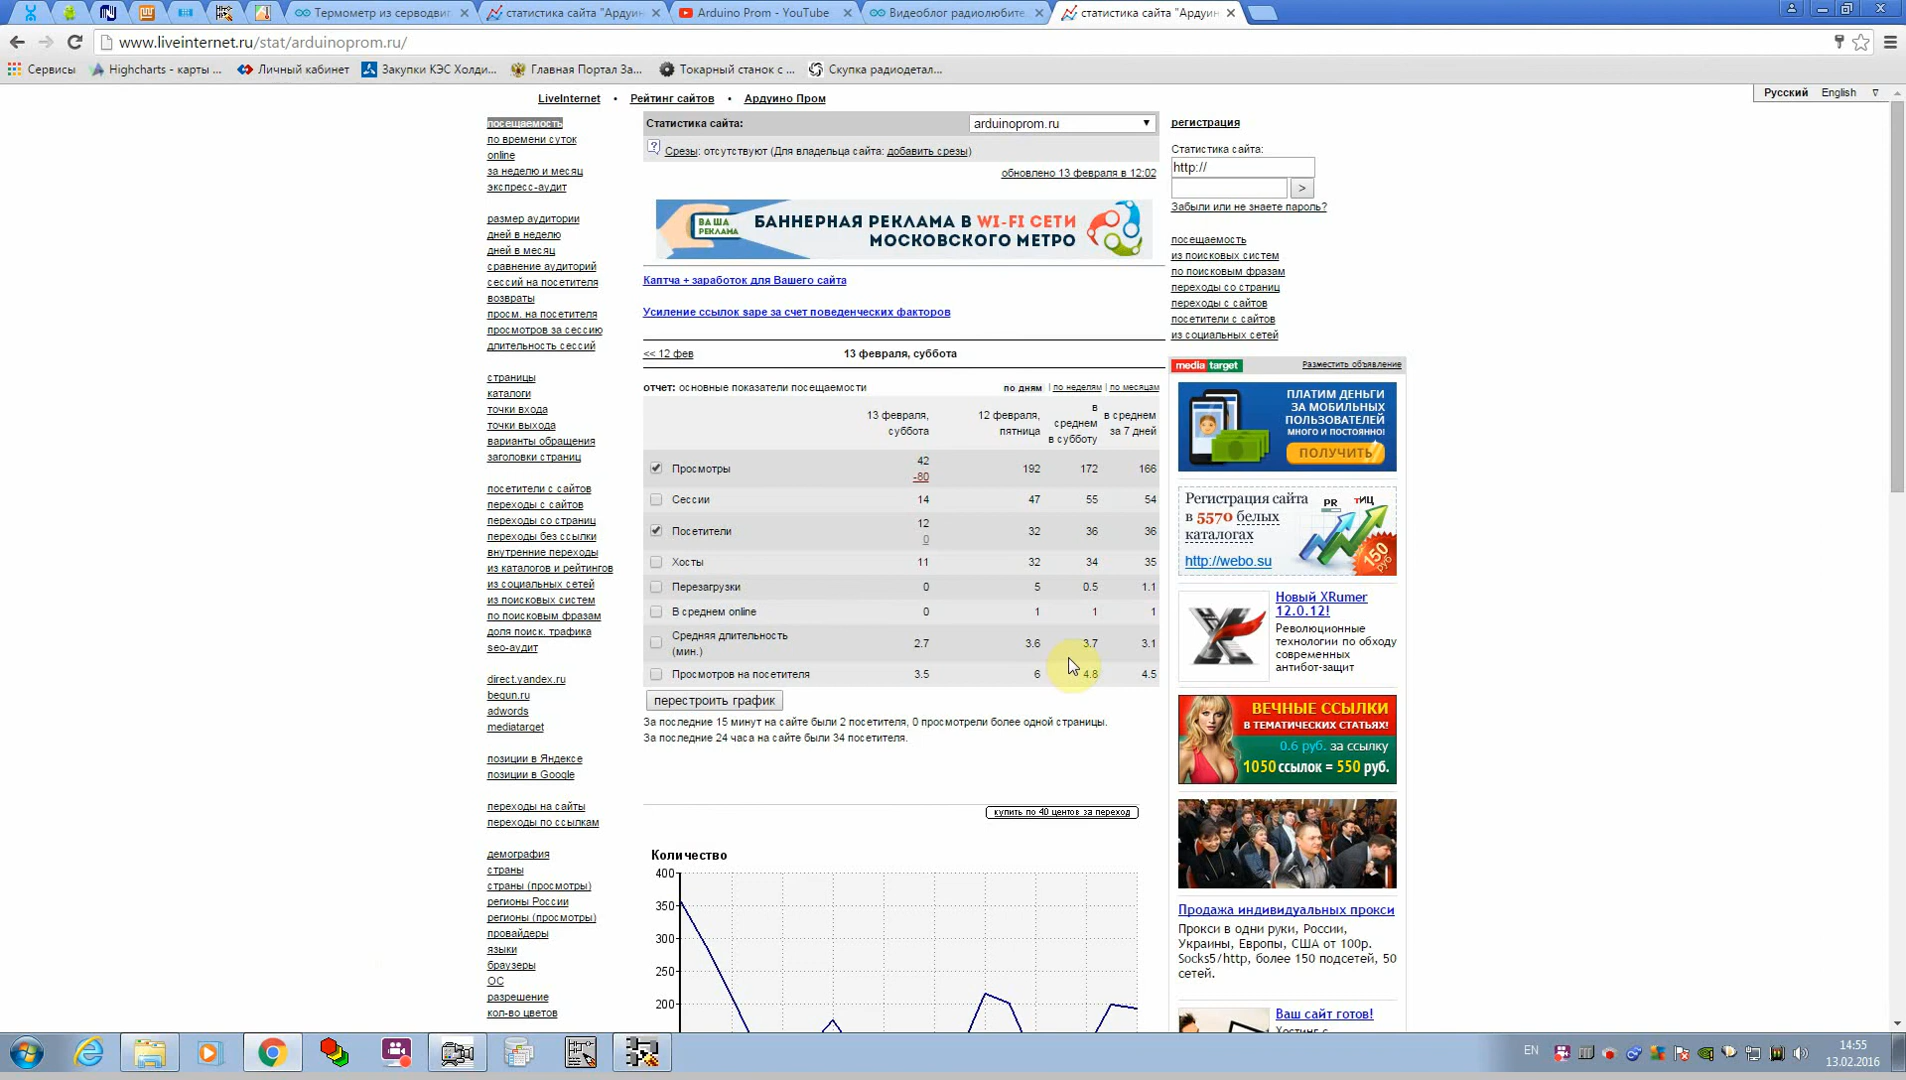 Термометр из серводвиг
статистика сайта "Ардуин
Arduino Prom - YouTube
Видеоблог радиолюбите
статистика сайта "Ардуин
www.liveinternet.ru/stat/arduinoprom.ru/
Сервисы
Highcharts - карты ...
Личный кабинет
Закупки КЭС Холди...
Главная Портал За...
Токарный станок с ...
Скупка радиодетал...
LiveInternet • Рейтинг сайтов • Ардуино Пром
Русский English
посещаемость
по времени суток
online
за неделю и месяц
экспресс-аудит
размер аудитории
дней в неделю
дней в месяц
сравнение аудиторий
сессий на посетителя
возвраты
просм. на посетителя
просмотров за сессию
длительность сессий
страницы
каталоги
точки входа
точки выхода
варианты обращения
заголовки страниц
посетители с сайтов
переходы с сайтов
переходы со страниц
переходы без ссылки
внутренние переходы
из каталогов и рейтингов
из социальных сетей
из поисковых систем
по поисковым фразам
доля поиск. трафика
seo-аудит
direct.yandex.ru
begun.ru
adwords
mediatarget
позиции в Яндексе
позиции в Google
переходы на сайты
переходы по ссылкам
демография
страны
страны (просмотры)
регионы России
регионы (просмотры)
провайдеры
языки
браузеры
ОС
разрешение
кол-во цветов
Статистика сайта: arduinoprom.ru
Срезы: отсутствуют (Для владельца сайта: добавить срезы)
обновлено 13 февраля в 12:02
ВАША РЕКЛАМА
БАННЕРНАЯ РЕКЛАМА В WI-FI СЕТИ
МОСКОВСКОГО МЕТРО
Каптча + заработок для Вашего сайта
Усиление ссылок sape за счет поведенческих факторов
<< 12 фев 13 февраля, суббота
отчет: основные показатели посещаемости по дням | по неделям | по месяцам
13 февраля, суббота
12 февраля, пятница
в среднем в субботу
в среднем за 7 дней
Просмотры 42 192 172 166
-80
Сессии 14 47 55 54
Посетители 12 32 36 36
0
Хосты 11 32 34 35
Перезагрузки 0 5 0.5 1.1
В среднем online 0 1 1 1
Средняя длительность (мин.) 2.7 3.6 3.7 3.1
Просмотров на посетителя 3.5 6 4.8 4.5
перестроить график
За последние 15 минут на сайте были 2 посетителя, 0 просмотрели более одной страницы.
За последние 24 часа на сайте были 34 посетителя.
купить по 40 центов за переход
Количество
400
350
300
250
200
регистрация
Статистика сайта:
http://
>
Забыли или не знаете пароль?
посещаемость
из поисковых систем
по поисковым фразам
переходы со страниц
переходы с сайтов
посетители с сайтов
из социальных сетей
media target Разместить объявление
ПЛАТИМ ДЕНЬГИ
ЗА МОБИЛЬНЫХ
ПОЛЬЗОВАТЕЛЕЙ
МНОГО И ПОСТОЯННО!
ПОЛУЧИТЬ
Регистрация сайта
в 5570 белых
каталогах
PR тИЦ
http://webo.su
150 руб
Новый XRumer
12.0.12!
Революционные
технологии по обходу
современных
антибот-защит
ВЕЧНЫЕ ССЫЛКИ
В ТЕМАТИЧЕСКИХ СТАТЬЯХ!
0.6 руб. за ссылку
1050 ссылок = 550 руб.
Продажа индивидуальных прокси
Прокси в одни руки, России,
Украины, Европы, США от 100р.
Socks5/http, более 150 подсетей, 50
сетей.
Ваш сайт готов!
Хостинг с
EN
14:55
13.02.2016